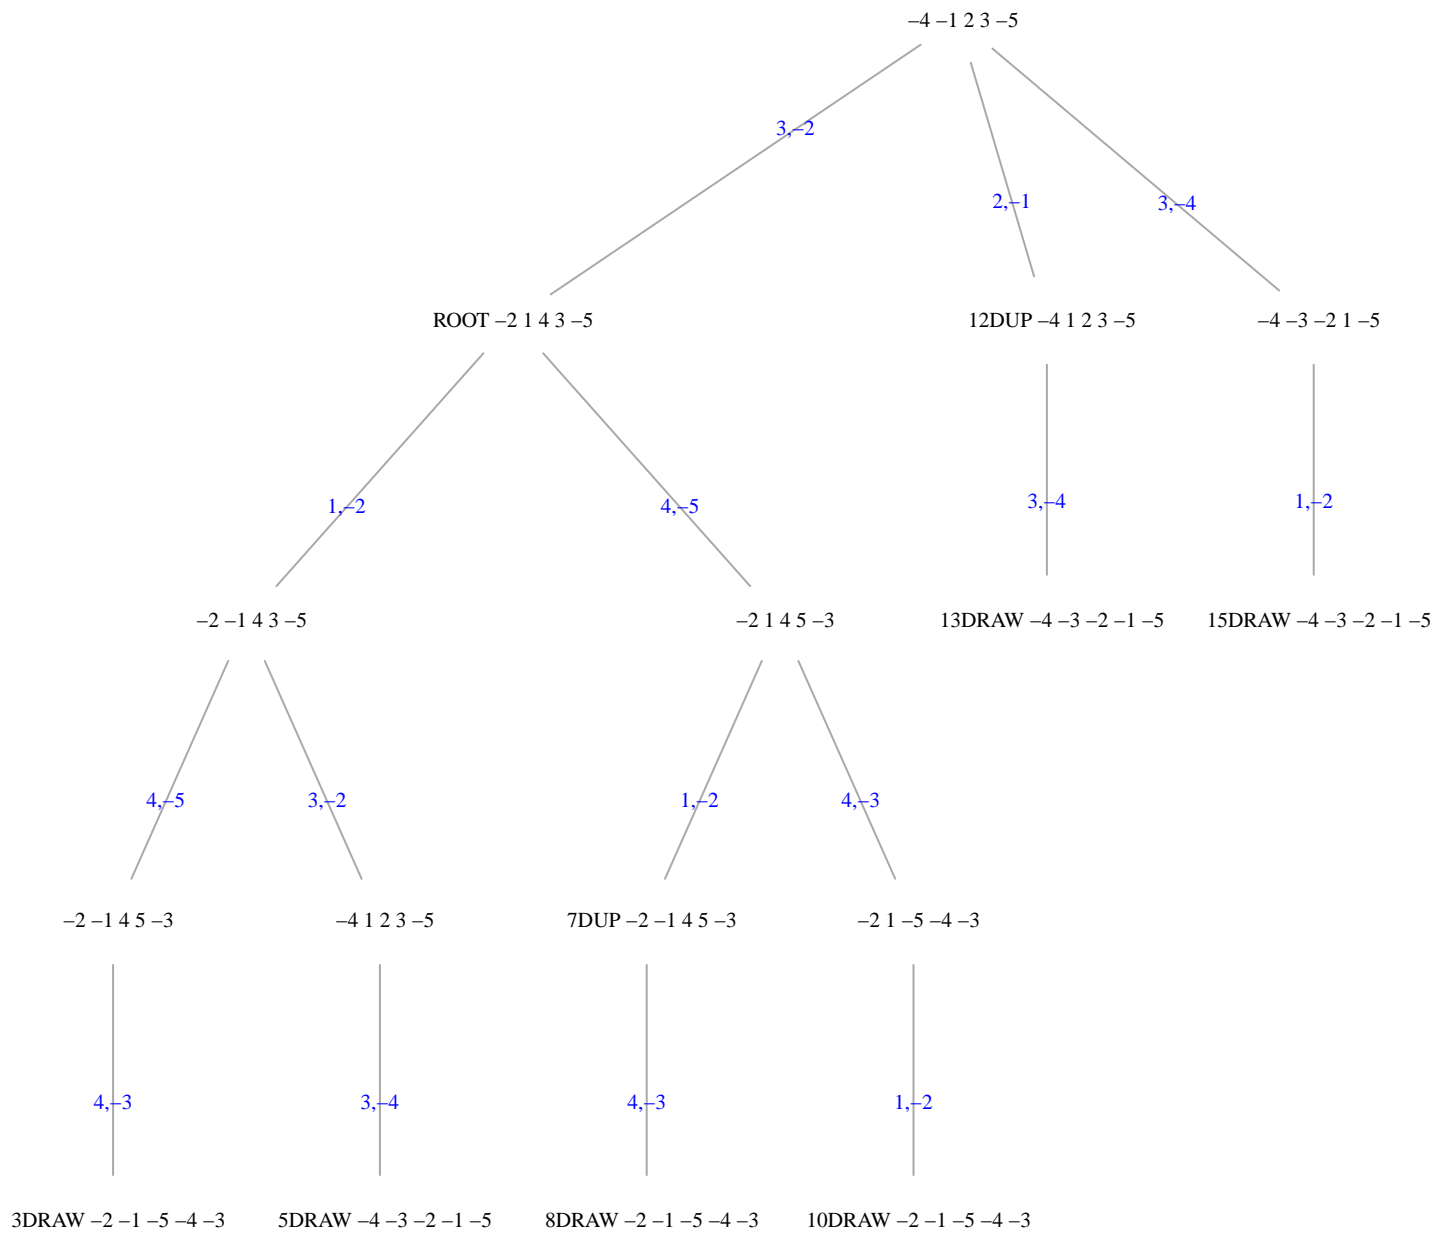 –4 –1 2 3 –5
3,–2
2,–1
3,–4
ROOT –2 1 4 3 –5
12DUP –4 1 2 3 –5
–4 –3 –2 1 –5
1,–2
4,–5
3,–4
1,–2
–2 –1 4 3 –5
–2 1 4 5 –3
13DRAW –4 –3 –2 –1 –5
15DRAW –4 –3 –2 –1 –5
4,–5
3,–2
1,–2
4,–3
–2 –1 4 5 –3
–4 1 2 3 –5
7DUP –2 –1 4 5 –3
–2 1 –5 –4 –3
4,–3
3,–4
4,–3
1,–2
3DRAW –2 –1 –5 –4 –3
5DRAW –4 –3 –2 –1 –5
8DRAW –2 –1 –5 –4 –3
10DRAW –2 –1 –5 –4 –3